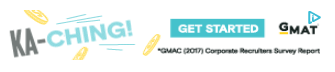 KA-CHING!
GET STARTED
GMAT
*GMAC (2017) Corporate Recruiters Survey Report